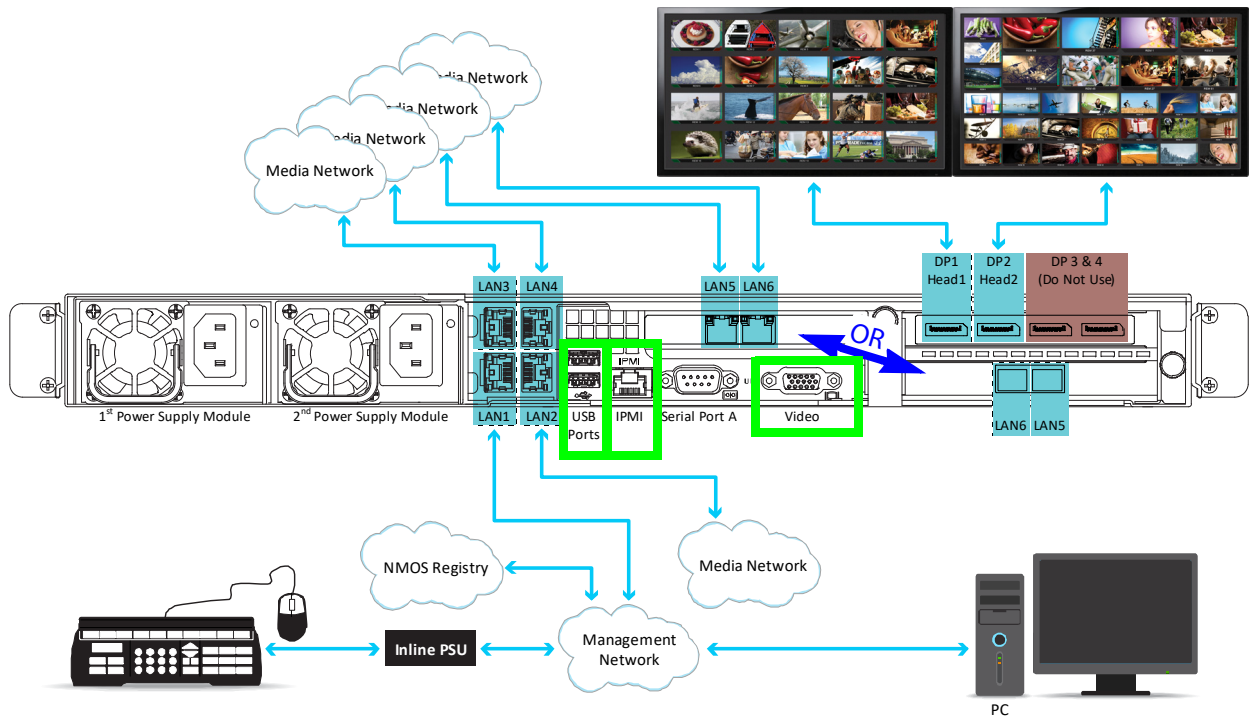 Media Network
Media Network
Media Network
Media Network
DP1
Head1
DP2
Head2
DP 3 & 4
(Do Not Use)
LAN3
LAN4
LAN5
LAN6
OR
IPMI
1st Power Supply Module
2nd Power Supply Module
LAN1
LAN2
USB
Ports
IPMI
Serial Port A
Video
LAN6
LAN5
NMOS Registry
Media Network
Inline PSU
Management
Network
PC